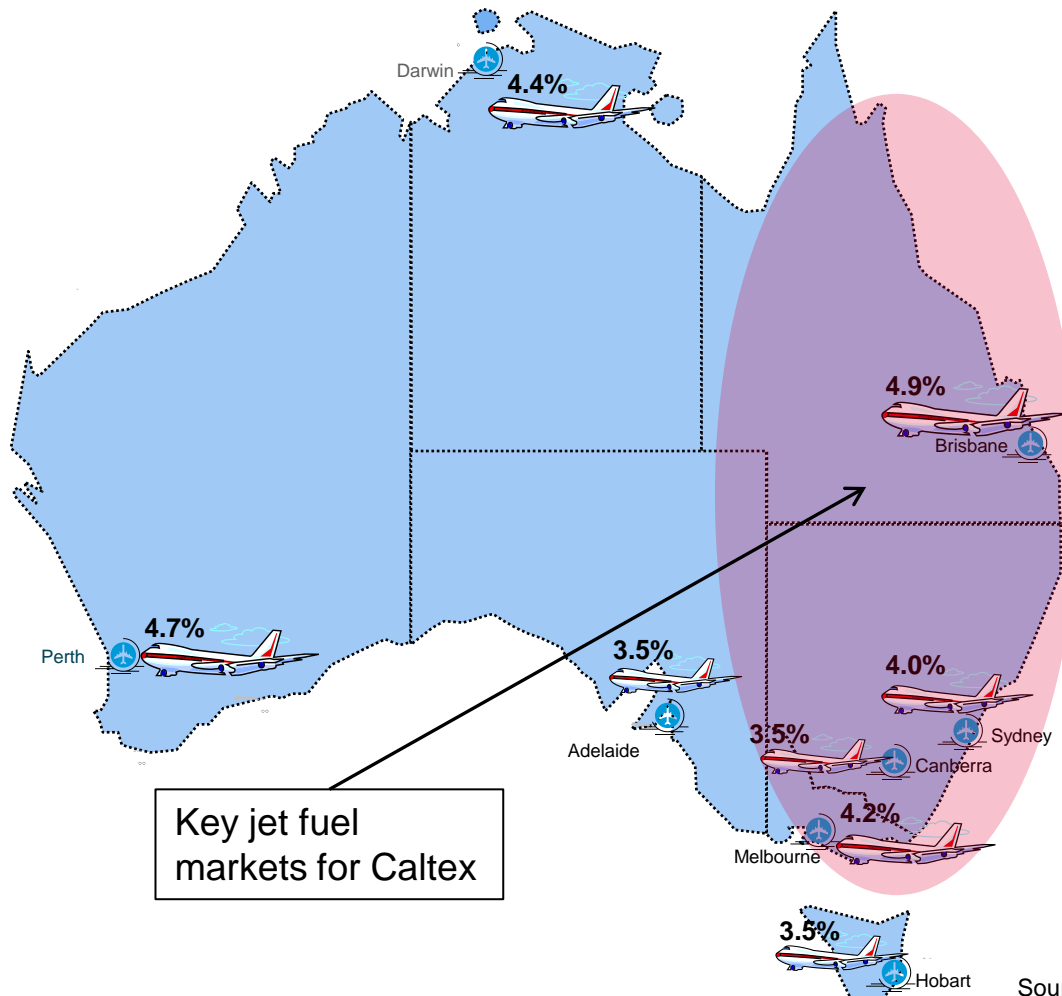 Darwin
4.4%
4.9%
Brisbane
4.7%
Perth
3.5%
Adelaide
4.0%
Sydney
3.5%
Canberra
4.2%
Melbourne
Key jet fuel
markets for Caltex
3.5%
Hobart
Sou